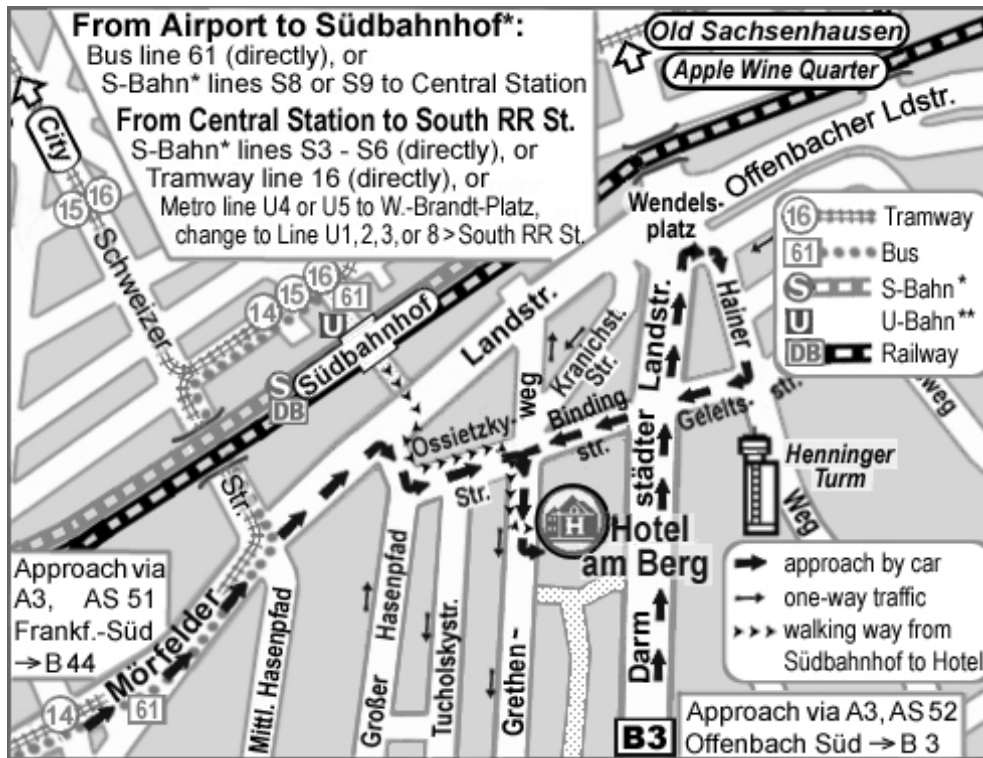 From Airport to Südbahnhof*:
Bus line 61 (directly), or
S-Bahn* lines S8 or S9 to Central Station
From Central Station to South RR St.
S-Bahn* lines S3 - S6 (directly), or
Tramway line 16 (directly), or
Metro line U4 or U5 to W.-Brandt-Platz,
change to Line U1,2,3,or 8 > South RR St.
Old Sachsenhausen
Apple Wine Quarter
City
16
15
Schweizer
Str.
Offenbacher Ldstr.
Wendels-
platz
16 Tramway
61 Bus
S S-Bahn*
U U-Bahn**
DB Railway
16
15
14
61
U
Südbahnhof
S
DB
Landstr.
Hainer
Weg
Kranichst.
Str.
weg
Ossietzky-
Str.
Binding-
str.
Geleits-
str.
weg
Darm
städter
Landstr.
Henninger
Turm
H
Hotel
am Berg
Approach via
A3, AS 51
Frankf.-Süd
→ B 44
Mörfelder
14
61
Mittl. Hasenpfad
Großer Hasenpfad
Tucholskystr.
Grethen-
approach by car
one-way traffic
walking way from
Südbahnhof to Hotel
B3
Approach via A3, AS 52
Offenbach Süd → B 3